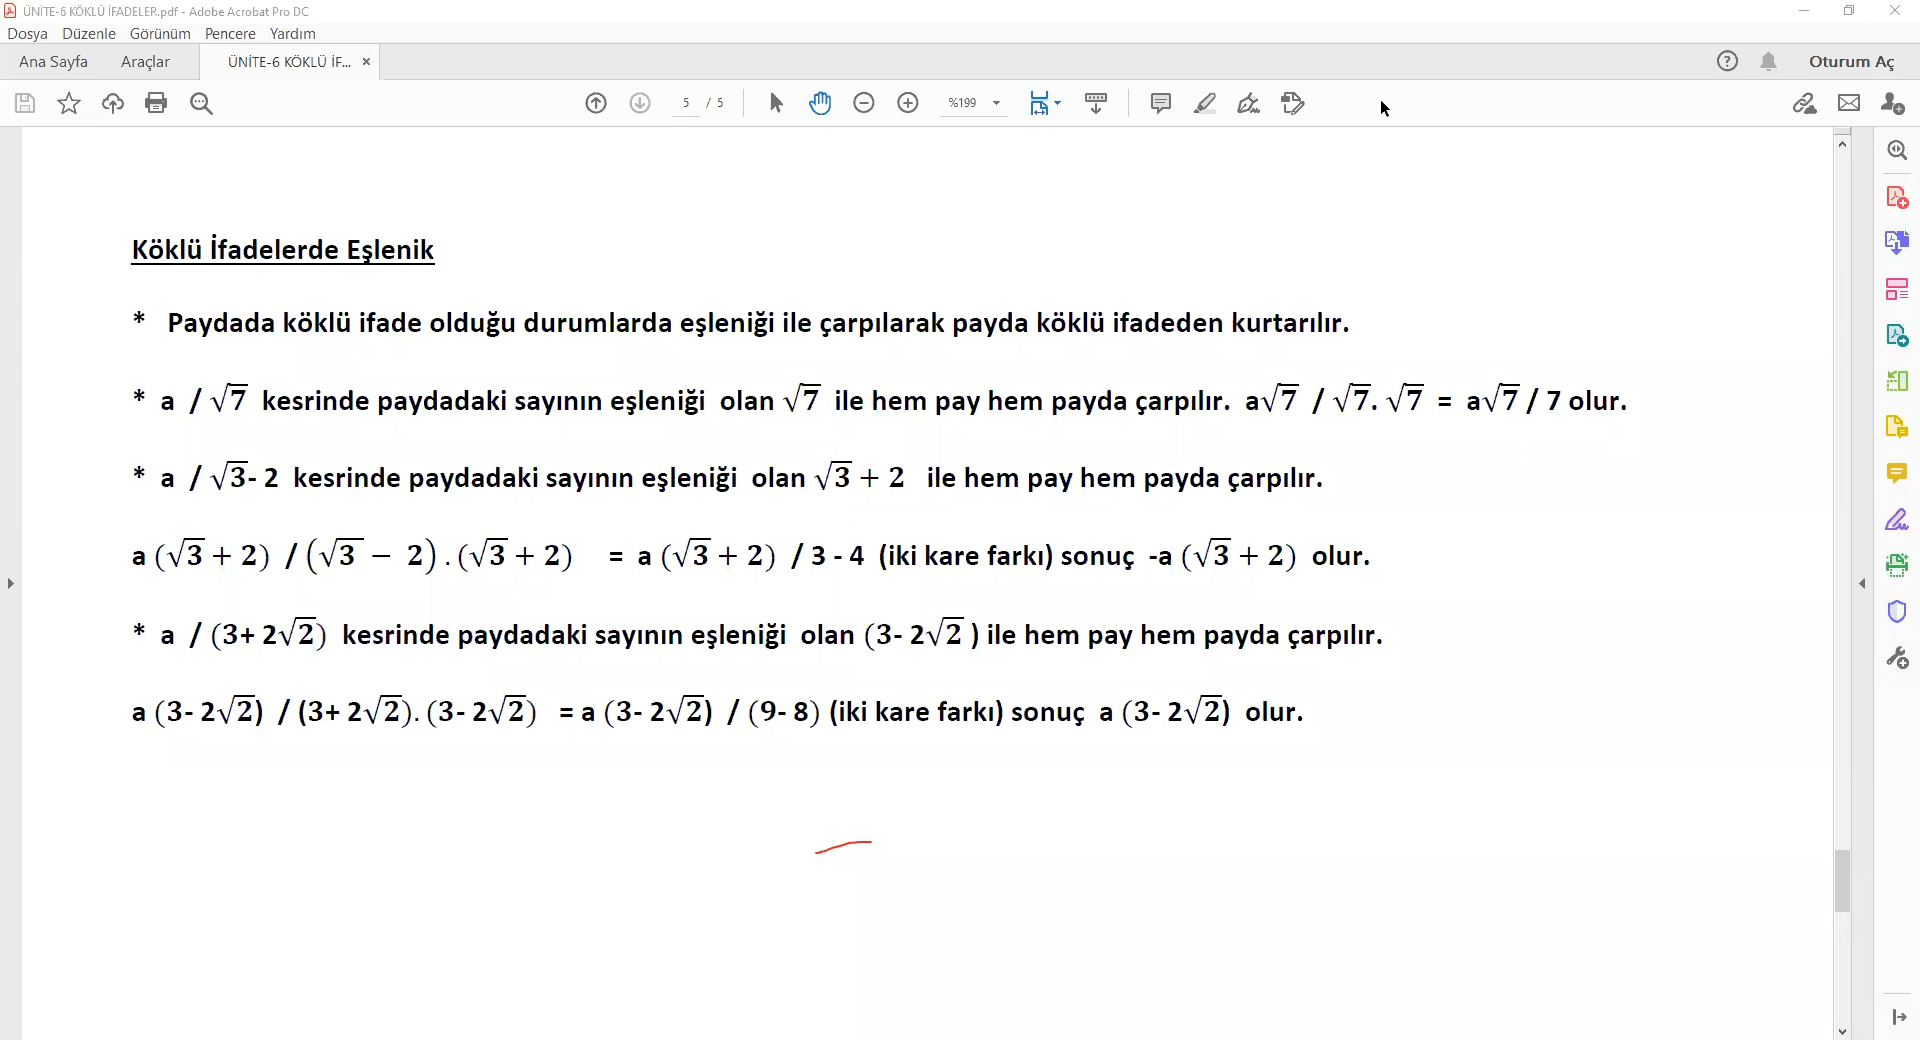 ÜNİTE-6 KÖKLÜ İFADELER.pdf - Adobe Acrobat Pro DC
Dosya Düzenle Görünüm Pencere Yardım
Ana Sayfa Araçlar ÜNİTE-6 KÖKLÜ İF... × Oturum Aç
5 / 5 %199
Köklü İfadelerde Eşlenik
* Paydada köklü ifade olduğu durumlarda eşleniği ile çarpılarak payda köklü ifadeden kurtarılır.
* a / √7 kesrinde paydadaki sayının eşleniği olan √7 ile hem pay hem payda çarpılır. a√7 / √7. √7 = a√7 / 7 olur.
* a / √3- 2 kesrinde paydadaki sayının eşleniği olan √3 + 2 ile hem pay hem payda çarpılır.
a (√3 + 2) / (√3 − 2) . (√3 + 2) = a (√3 + 2) / 3 - 4 (iki kare farkı) sonuç -a (√3 + 2) olur.
* a / (3+ 2√2) kesrinde paydadaki sayının eşleniği olan (3- 2√2 ) ile hem pay hem payda çarpılır.
a (3- 2√2) / (3+ 2√2). (3- 2√2) = a (3- 2√2) / (9- 8) (iki kare farkı) sonuç a (3- 2√2) olur.